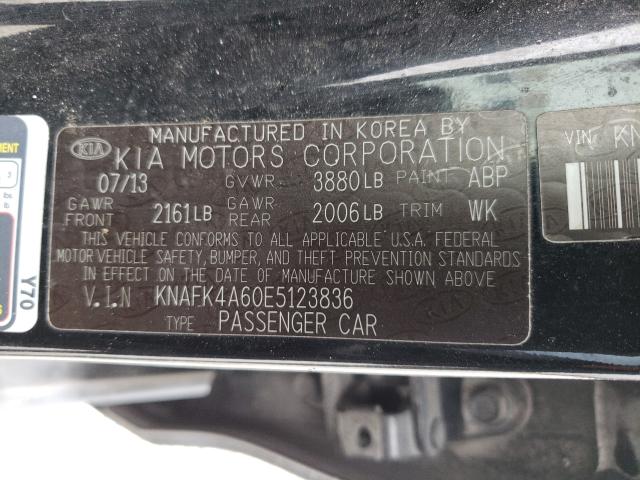 MANUFACTURED IN KOREA BY
KIA KIA MOTORS CORPORATION
07/13 GVWR 3880LB PAINT ABP
GAWR FRONT 2161LB GAWR REAR 2006LB TRIM WK
THIS VEHICLE CONFORMS TO ALL APPLICABLE U.S.A. FEDERAL
MOTOR VEHICLE SAFETY, BUMPER, AND THEFT PREVENTION STANDARDS
IN EFFECT ON THE DATE OF MANUFACTURE SHOWN ABOVE
V.I.N KNAFK4A60E5123836
TYPE PASSENGER CAR
Y70
VIN KN